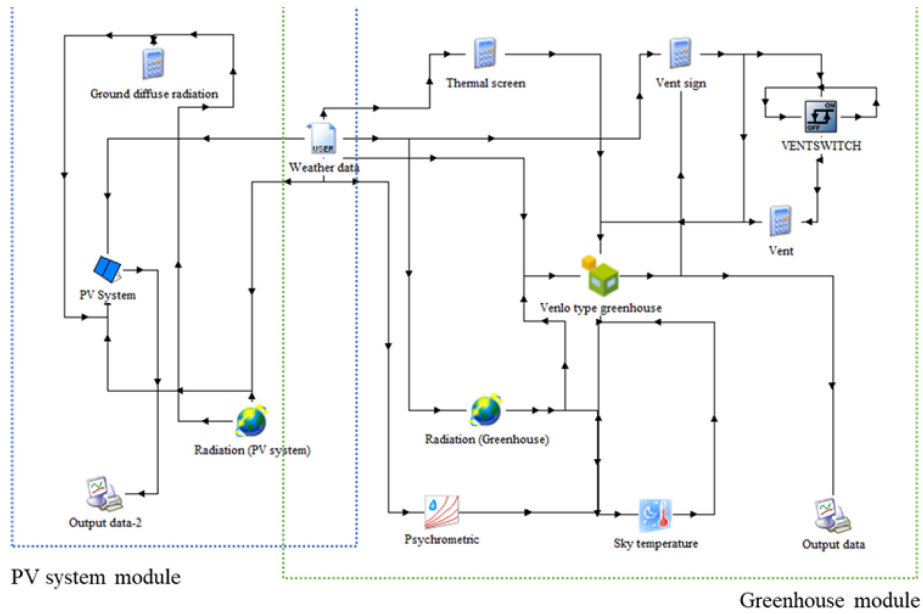 Ground diffuse radiation
Thermal screen
Vent sign
ON
OFF
VENTSWITCH
USER
Weather data
Vent
PV System
Venlo type greenhouse
Radiation (PV system)
Radiation (Greenhouse)
Output data-2
Psychrometric
Sky temperature
Output data
PV system module
Greenhouse module